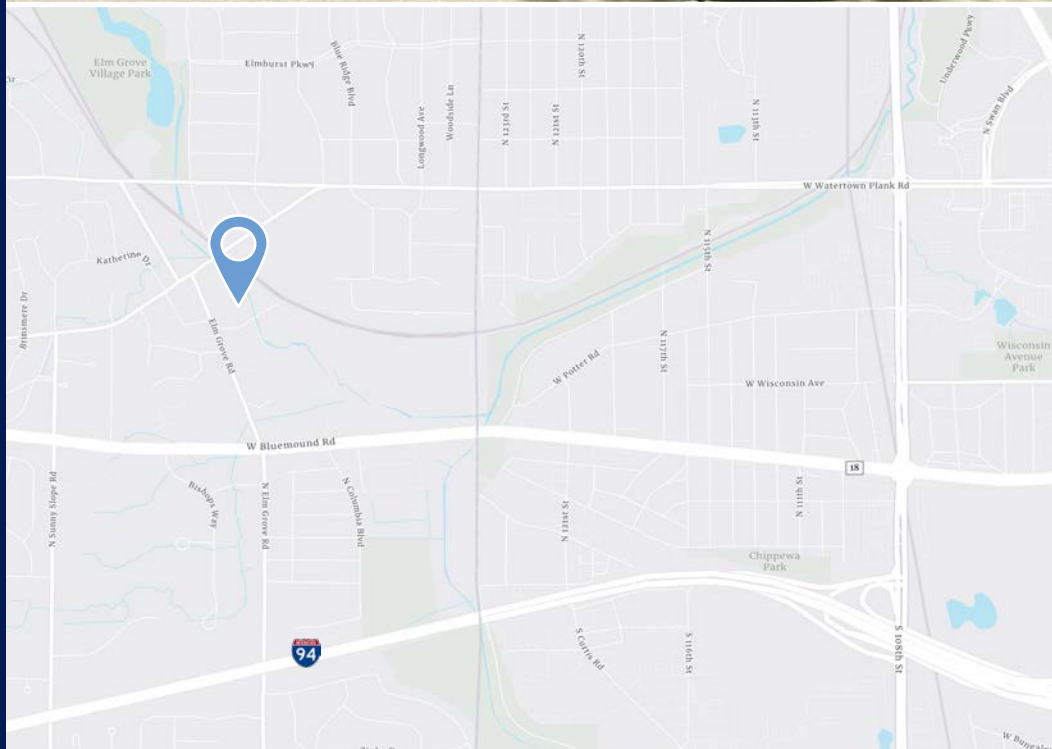 Elm Grove
Village Park
Elmhurst Pkwy
Blue Ridge Blvd
Longwood Ave
Woodside Ln
N 123rd St
N 121st St
N 120th St
N 113th St
Underwood Pkwy
N Swan Blvd
Dr
W Watertown Plank Rd
Katherine Dr
Brinsmere Dr
Elm Grove Rd
N 115th St
N 117th St
W Potter Rd
W Wisconsin Ave
Wisconsin
Avenue
Park
W Bluemound Rd
18
N Sunny Slope Rd
Bishops Way
N Elm Grove Rd
N Columbia Blvd
N 121st St
N 111th St
Chippewa
Park
94
S Curtis Rd
S 116th St
S 108th St